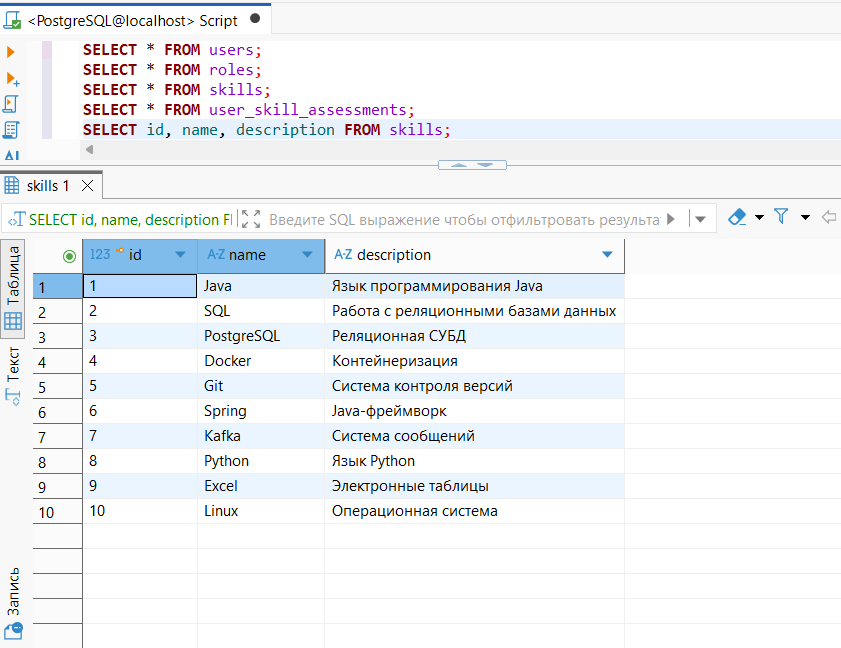 <PostgreSQL@localhost> Script
SELECT * FROM users;
SELECT * FROM roles;
SELECT * FROM skills;
SELECT * FROM user_skill_assessments;
SELECT id, name, description FROM skills;
skills 1
SELECT id, name, description FI Введите SQL выражение чтобы отфильтровать результа
Таблица
Текст
Запись
123 id A-Z name A-Z description
1 1 Java Язык программирования Java
2 2 SQL Работа с реляционными базами данных
3 3 PostgreSQL Реляционная СУБД
4 4 Docker Контейнеризация
5 5 Git Система контроля версий
6 6 Spring Java-фреймворк
7 7 Kafka Система сообщений
8 8 Python Язык Python
9 9 Excel Электронные таблицы
10 10 Linux Операционная система